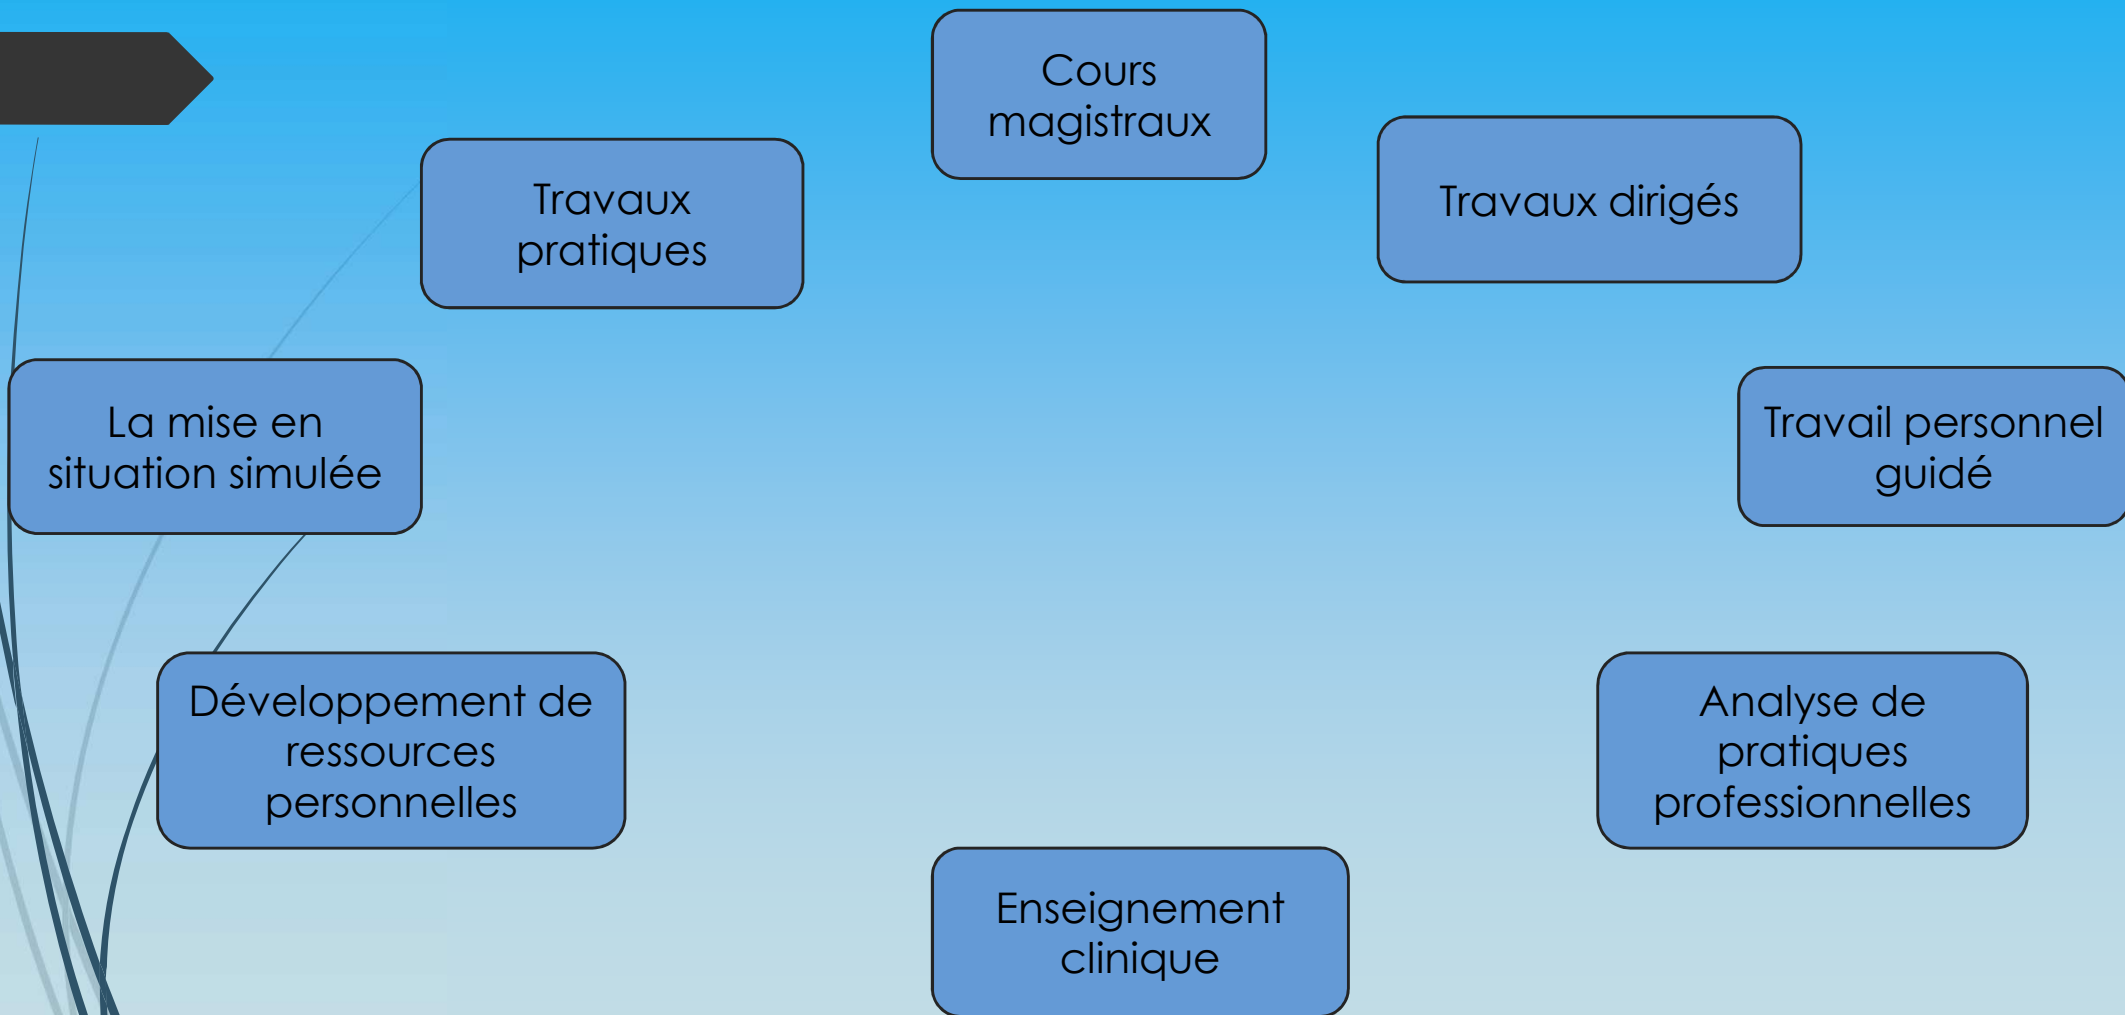 Cours
magistraux
Travaux dirigés
Travaux
pratiques
La mise en
situation simulée
Travail personnel
guidé
Développement de
ressources
personnelles
Analyse de
pratiques
professionnelles
Enseignement
clinique